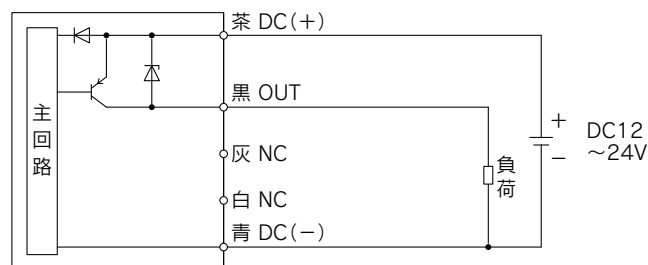 茶 DC(+)
黒 OUT
主回路
灰 NC
白 NC
青 DC(−)
負荷
+
−
DC12
～24V